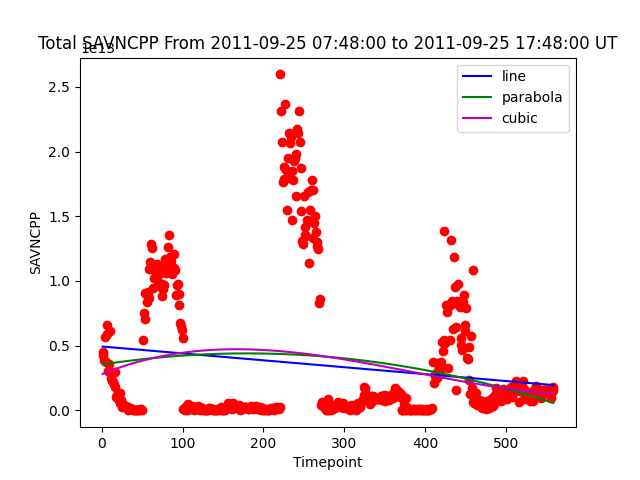 Total SAVNCPP From 2011-09-25 07:48:00 to 2011-09-25 17:48:00 UT
1e13
line
parabola
cubic
2.5
2.0
1.5
1.0
0.5
0.0
SAVNCPP
0 100 200 300 400 500
Timepoint